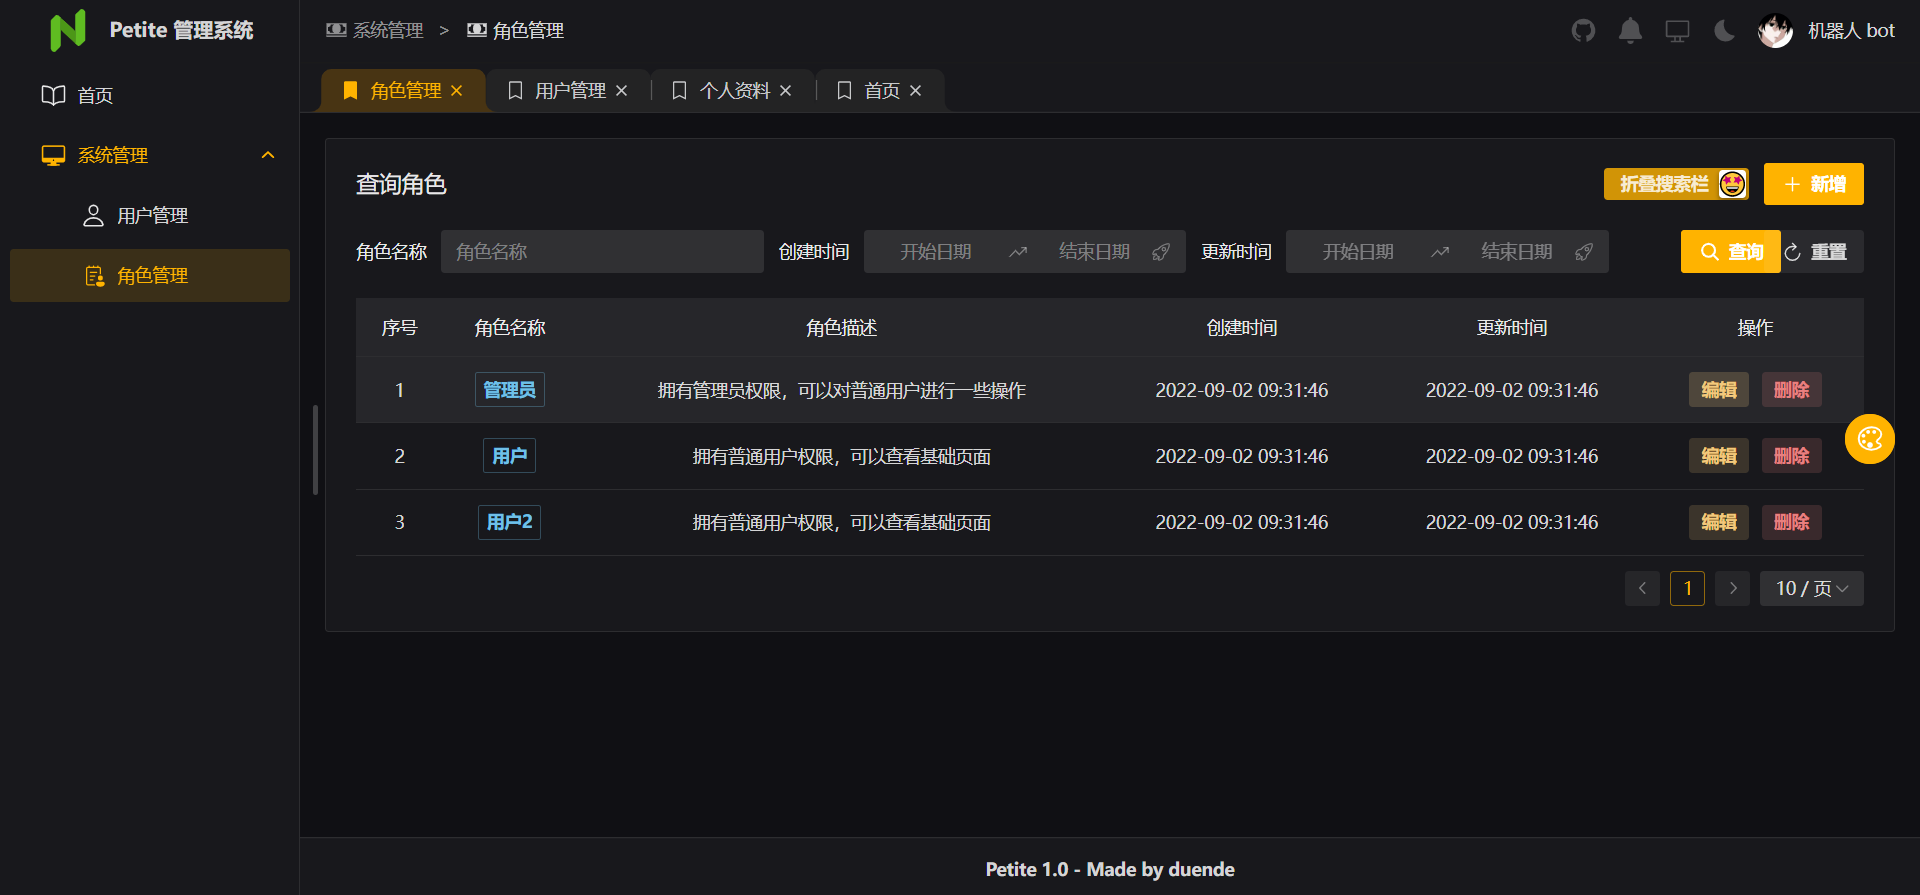 Petite 管理系统
首页
系统管理
用户管理
角色管理
系统管理 > 角色管理
机器人 bot
角色管理 用户管理 个人资料 首页
查询角色
折叠搜索栏 新增
角色名称 角色名称 创建时间 开始日期 结束日期 更新时间 开始日期 结束日期 查询 重置
序号 角色名称 角色描述 创建时间 更新时间 操作
1 管理员 拥有管理员权限，可以对普通用户进行一些操作 2022-09-02 09:31:46 2022-09-02 09:31:46 编辑 删除
2 用户 拥有普通用户权限，可以查看基础页面 2022-09-02 09:31:46 2022-09-02 09:31:46 编辑 删除
3 用户2 拥有普通用户权限，可以查看基础页面 2022-09-02 09:31:46 2022-09-02 09:31:46 编辑 删除
1 10 / 页
Petite 1.0 - Made by duende